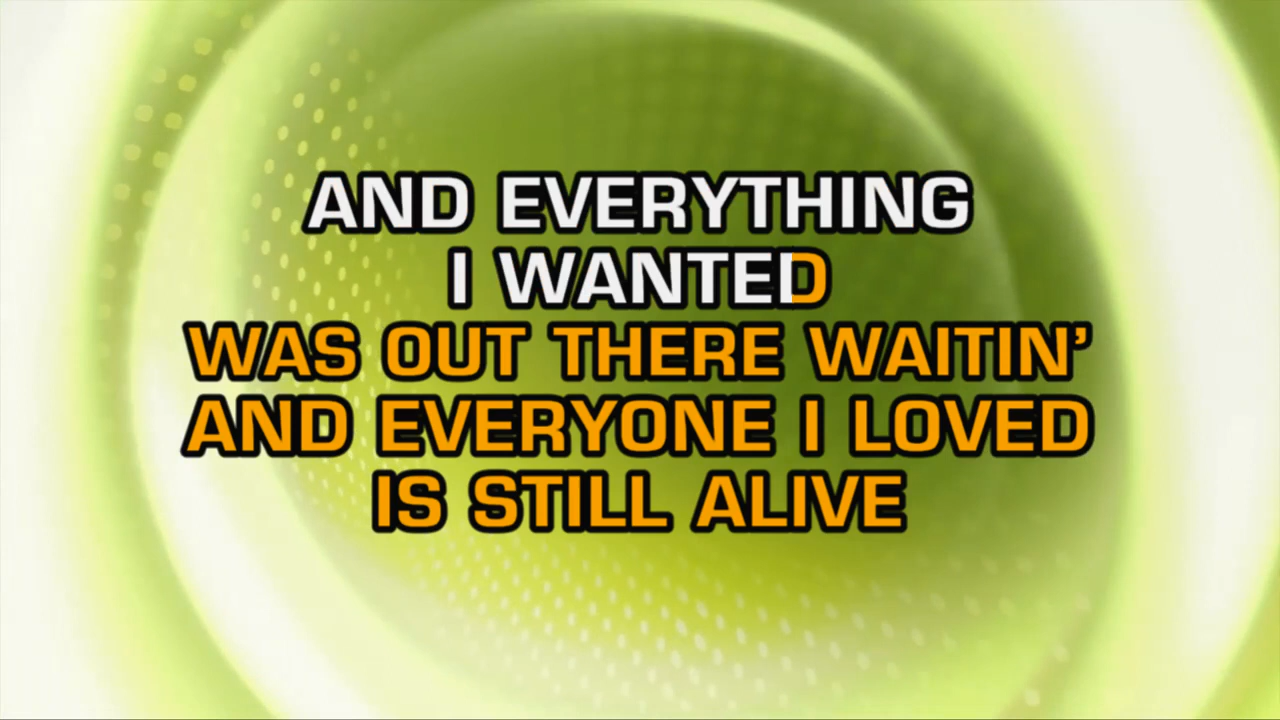 AND EVERYTHING
I WANTED
WAS OUT THERE WAITIN’
AND EVERYONE I LOVED
IS STILL ALIVE